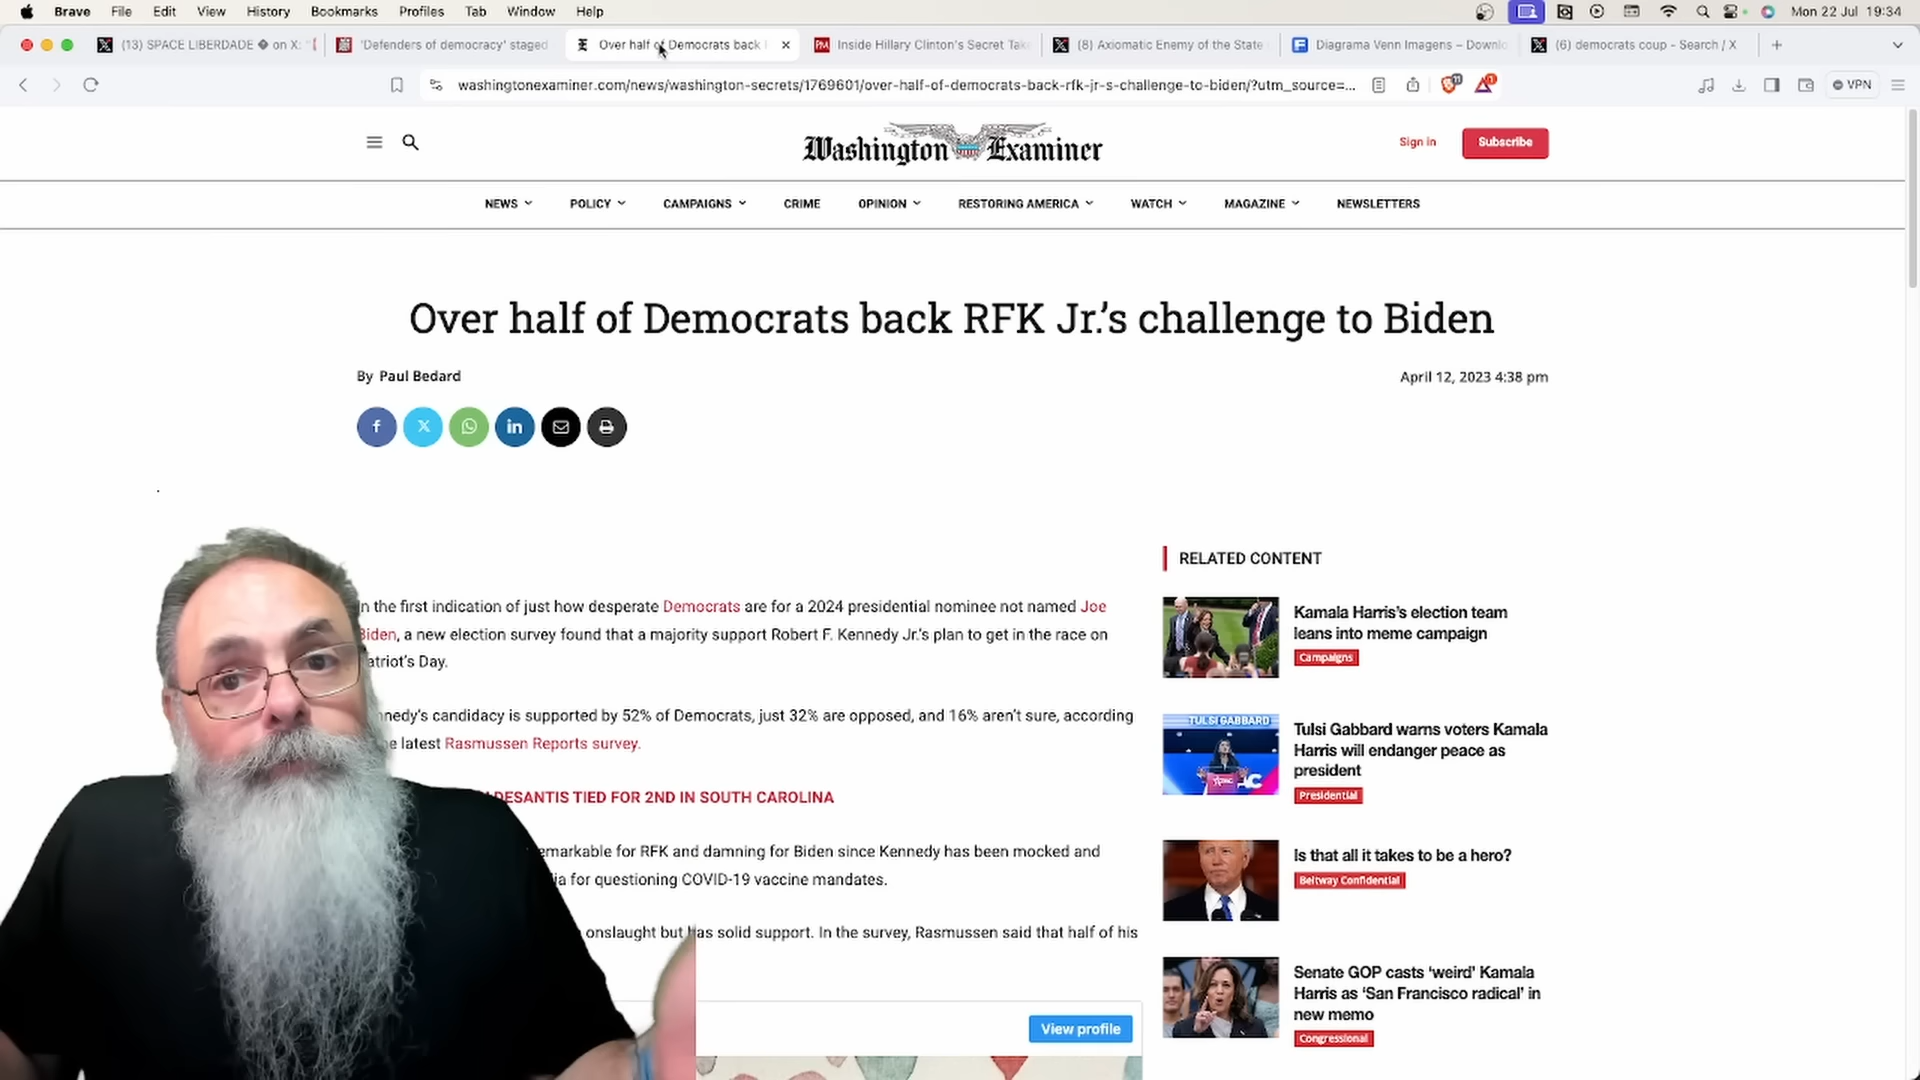 Brave File Edit View History Bookmarks Profiles Tab Window Help Mon 22 Jul 19:34
(13) SPACE LIBERDADE on X: "
'Defenders of democracy' staged
Over half of Democrats back
Inside Hillary Clinton's Secret Take
(8) Axiomatic Enemy of the State
Diagrama Venn Imagens – Downlo
(6) democrats coup - Search / X
washingtonexaminer.com/news/washington-secrets/1769601/over-half-of-democrats-back-rfk-jr-s-challenge-to-biden/?utm_source=...
VPN
Washington Examiner
Sign in
Subscribe
NEWS POLICY CAMPAIGNS CRIME OPINION RESTORING AMERICA WATCH MAGAZINE NEWSLETTERS
Over half of Democrats back RFK Jr.'s challenge to Biden
By Paul Bedard
April 12, 2023 4:38 pm
In the first indication of just how desperate Democrats are for a 2024 presidential nominee not named Joe
Biden, a new election survey found that a majority support Robert F. Kennedy Jr.'s plan to get in the race on
atriot's Day.
nnedy's candidacy is supported by 52% of Democrats, just 32% are opposed, and 16% aren't sure, according
e latest Rasmussen Reports survey.
DESANTIS TIED FOR 2ND IN SOUTH CAROLINA
emarkable for RFK and damning for Biden since Kennedy has been mocked and
ia for questioning COVID-19 vaccine mandates.
onslaught but has solid support. In the survey, Rasmussen said that half of his
View profile
RELATED CONTENT
Kamala Harris's election team
leans into meme campaign
Campaigns
TULSI GABBARD
Tulsi Gabbard warns voters Kamala
Harris will endanger peace as
president
Presidential
Is that all it takes to be a hero?
Beltway Confidential
Senate GOP casts 'weird' Kamala
Harris as 'San Francisco radical' in
new memo
Congressional